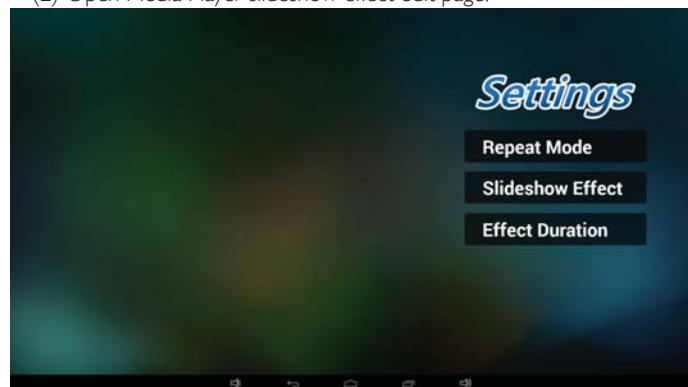 (2) Open Media Player slideshow effect edit page:
Settings
Repeat Mode
Slideshow Effect
Effect Duration